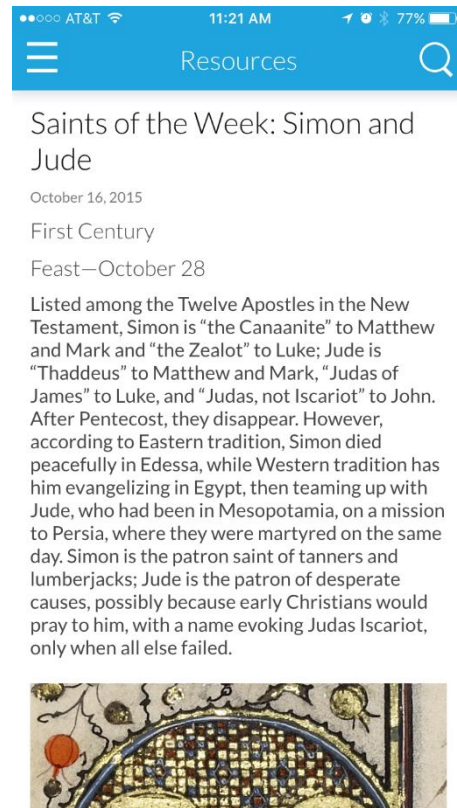 AT&T 11:21 AM 77%
Resources
Saints of the Week: Simon and
Jude
October 16, 2015
First Century
Feast—October 28
Listed among the Twelve Apostles in the New
Testament, Simon is “the Canaanite” to Matthew
and Mark and “the Zealot” to Luke; Jude is
“Thaddeus” to Matthew and Mark, “Judas of
James” to Luke, and “Judas, not Iscariot” to John.
After Pentecost, they disappear. However,
according to Eastern tradition, Simon died
peacefully in Edessa, while Western tradition has
him evangelizing in Egypt, then teaming up with
Jude, who had been in Mesopotamia, on a mission
to Persia, where they were martyred on the same
day. Simon is the patron saint of tanners and
lumberjacks; Jude is the patron of desperate
causes, possibly because early Christians would
pray to him, with a name evoking Judas Iscariot,
only when all else failed.